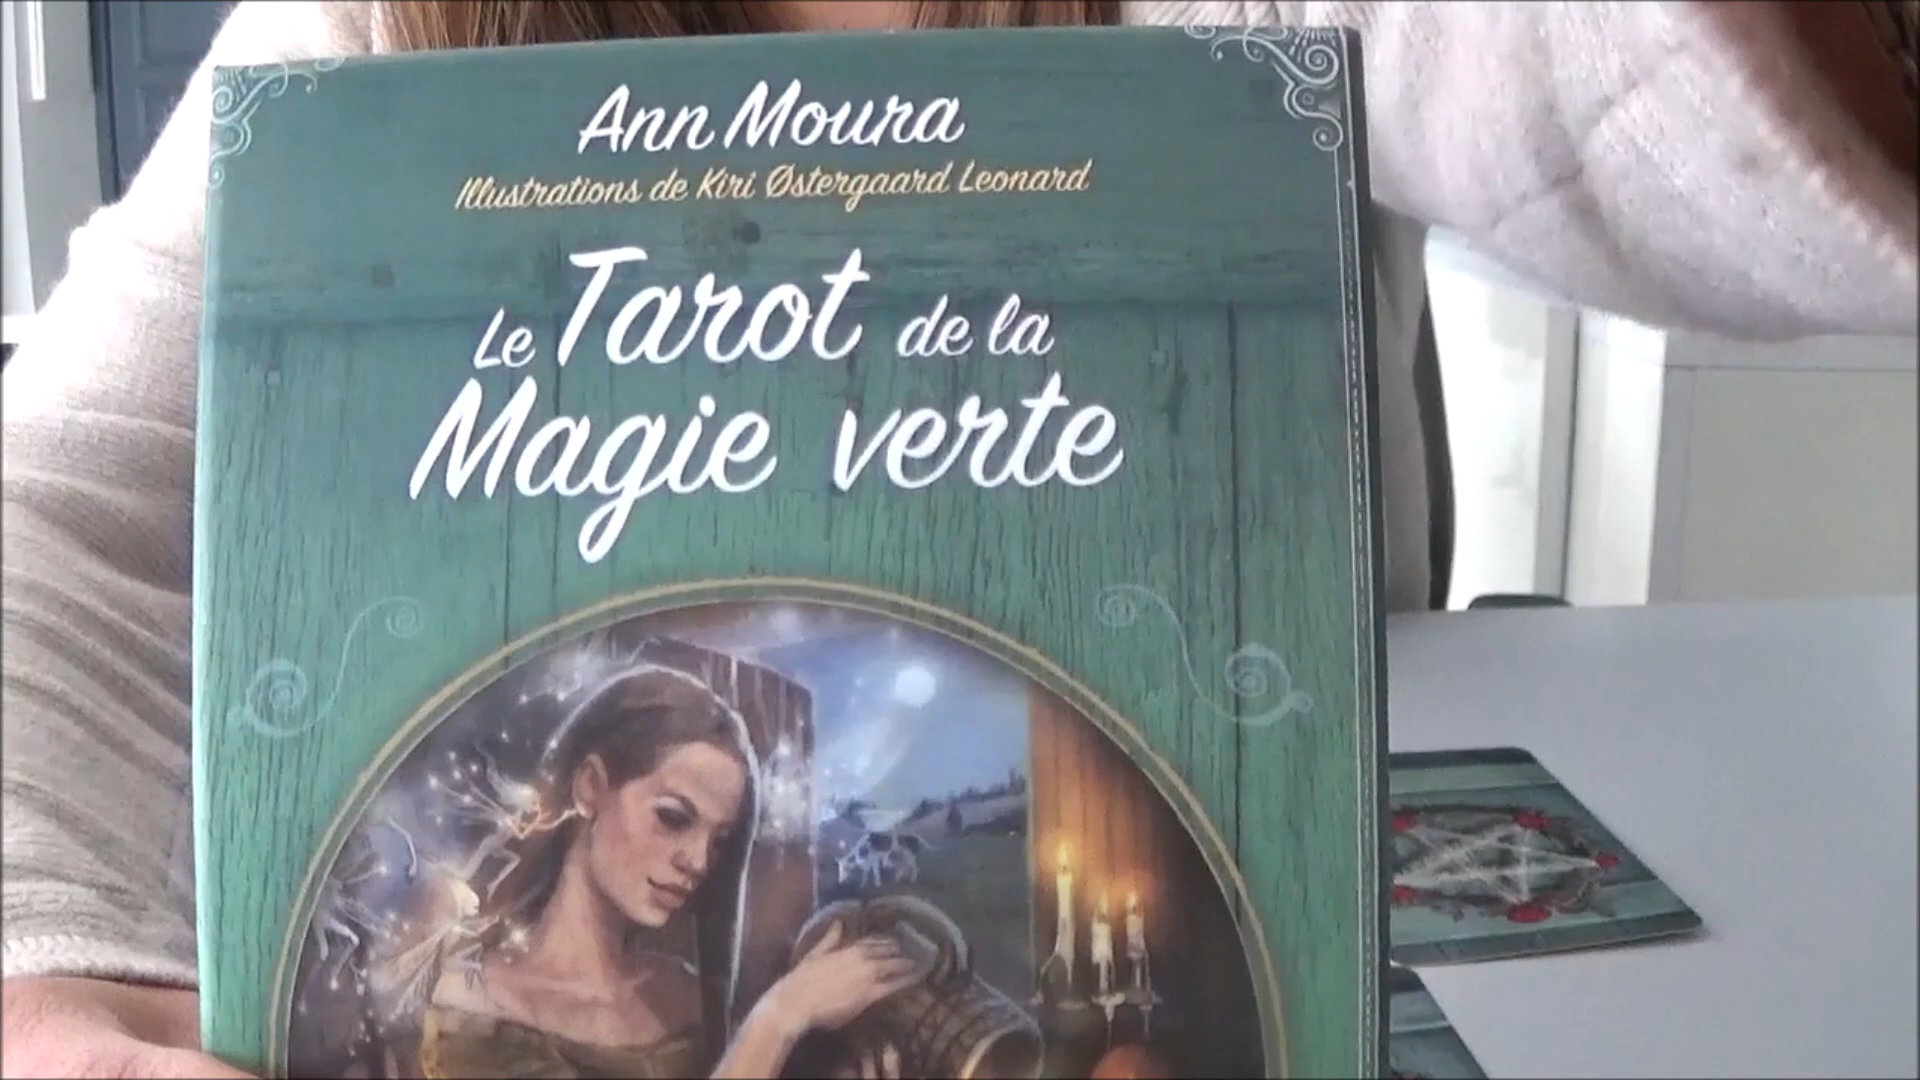 Ann Moura
Illustrations de Kiri Østergaard Leonard
Le Tarot de la
Magie verte